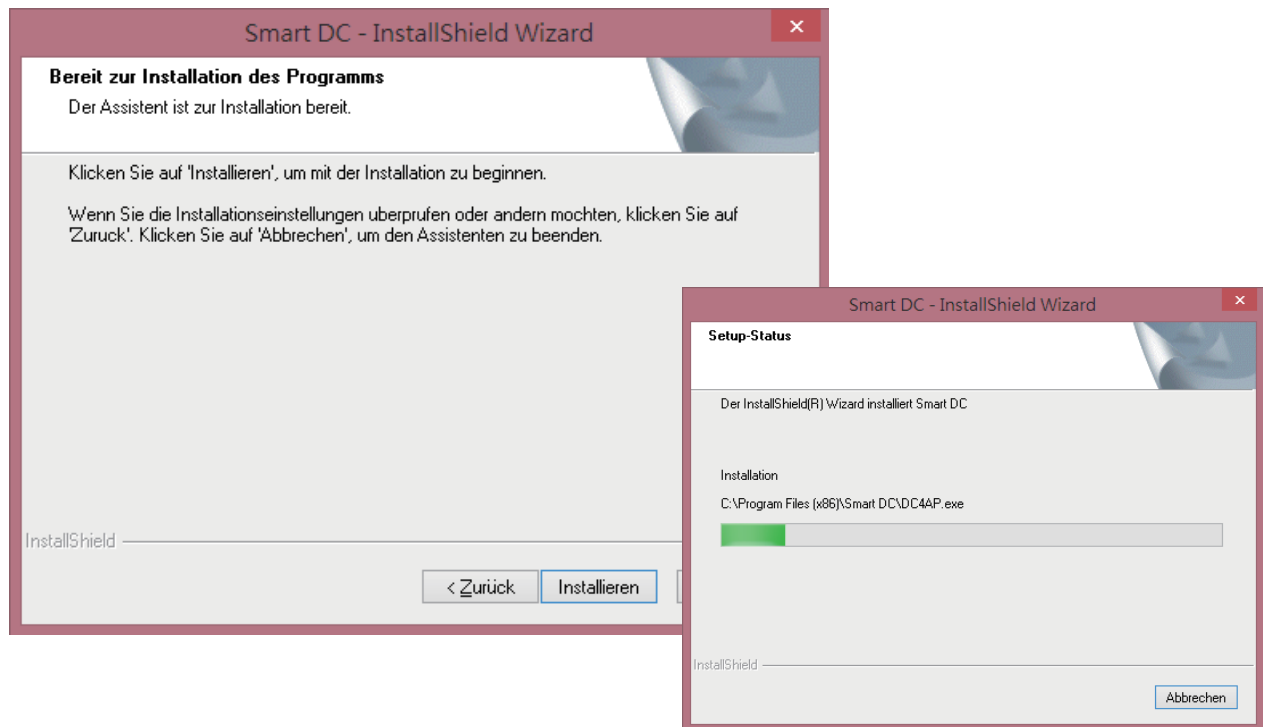 Smart DC - InstallShield Wizard
Bereit zur Installation des Programms
Der Assistent ist zur Installation bereit.
Klicken Sie auf 'Installieren', um mit der Installation zu beginnen.
Wenn Sie die Installationseinstellungen uberprufen oder andern mochten, klicken Sie auf
'Zuruck'. Klicken Sie auf 'Abbrechen', um den Assistenten zu beenden.
InstallShield
< Zurück
Installieren
Smart DC - InstallShield Wizard
Setup-Status
Der InstallShield(R) Wizard installiert Smart DC
Installation
C:\Program Files (x86)\Smart DC\DC4AP.exe
InstallShield
Abbrechen